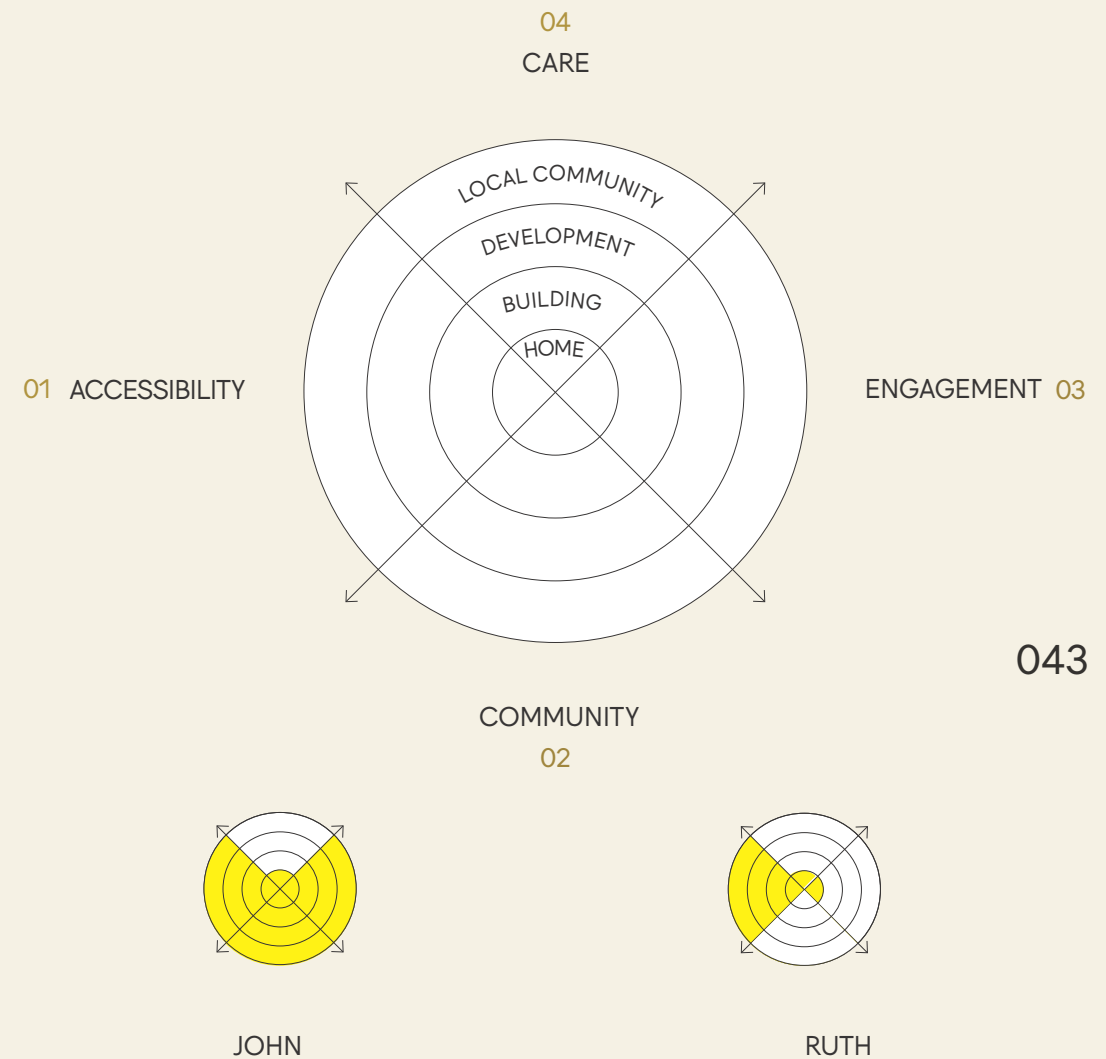 04
CARE
LOCAL COMMUNITY
DEVELOPMENT
BUILDING
HOME
01 ACCESSIBILITY
ENGAGEMENT 03
043
COMMUNITY
02
JOHN
RUTH